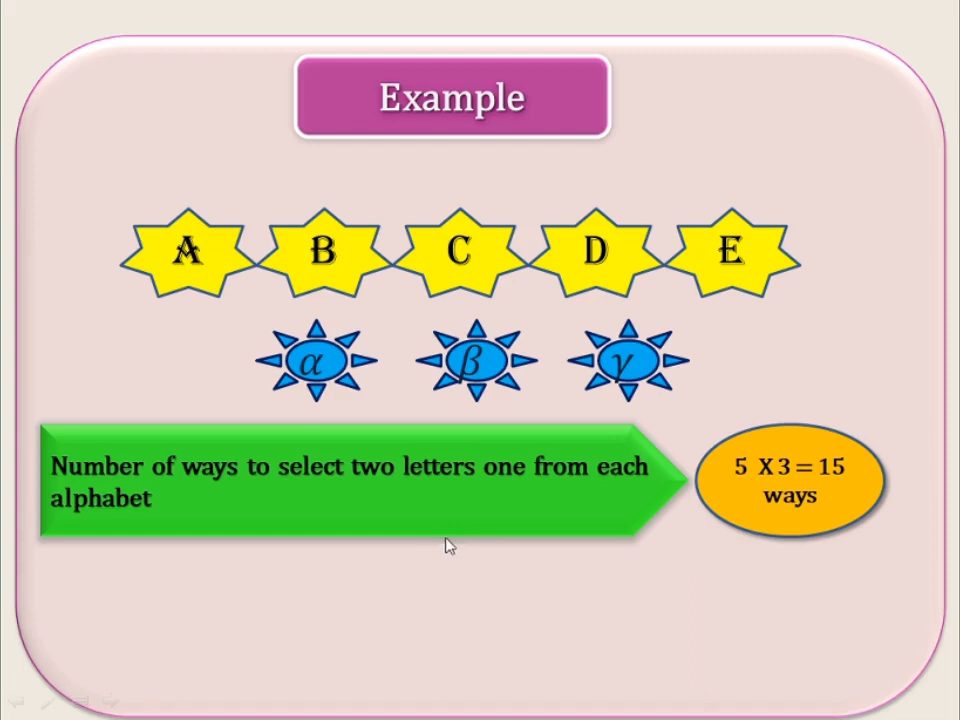 Example
A B C D E
α β γ
Number of ways to select two letters one from each
alphabet
5 X 3 = 15
ways